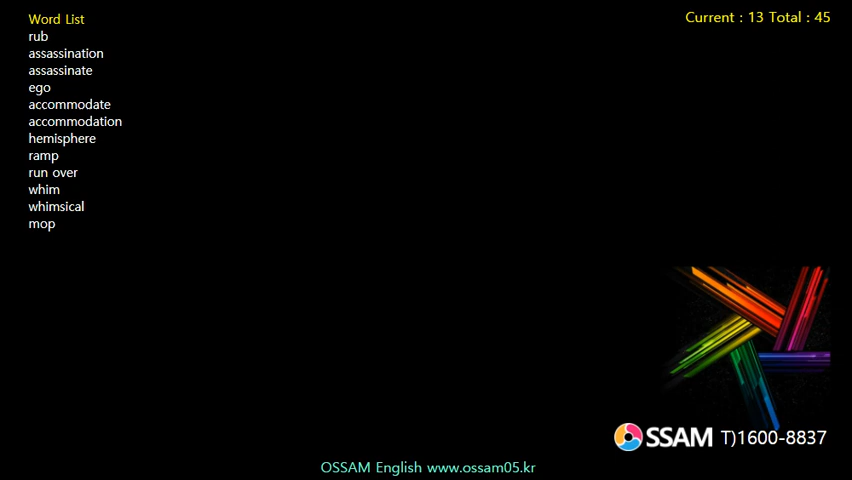 Word List
Current : 13 Total : 45
rub
assassination
assassinate
ego
accommodate
accommodation
hemisphere
ramp
run over
whim
whimsical
mop
OSSAM T)1600-8837
OSSAM English www.ossam05.kr